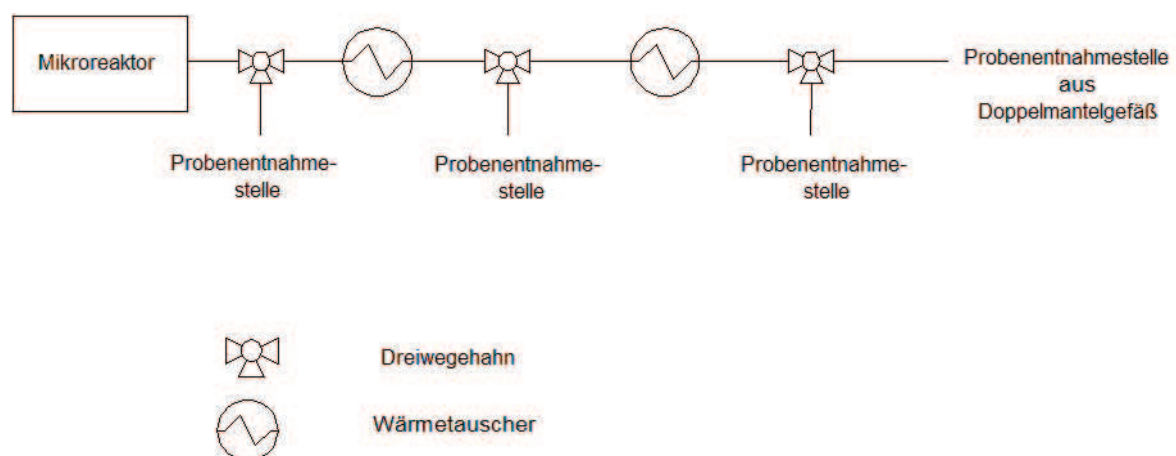 Mikroreaktor
Probenentnahmestelle
aus
Doppelmantelgefäß
Probenentnahme-
stelle
Probenentnahme-
stelle
Probenentnahme-
stelle
Dreiwegehahn
Wärmetauscher